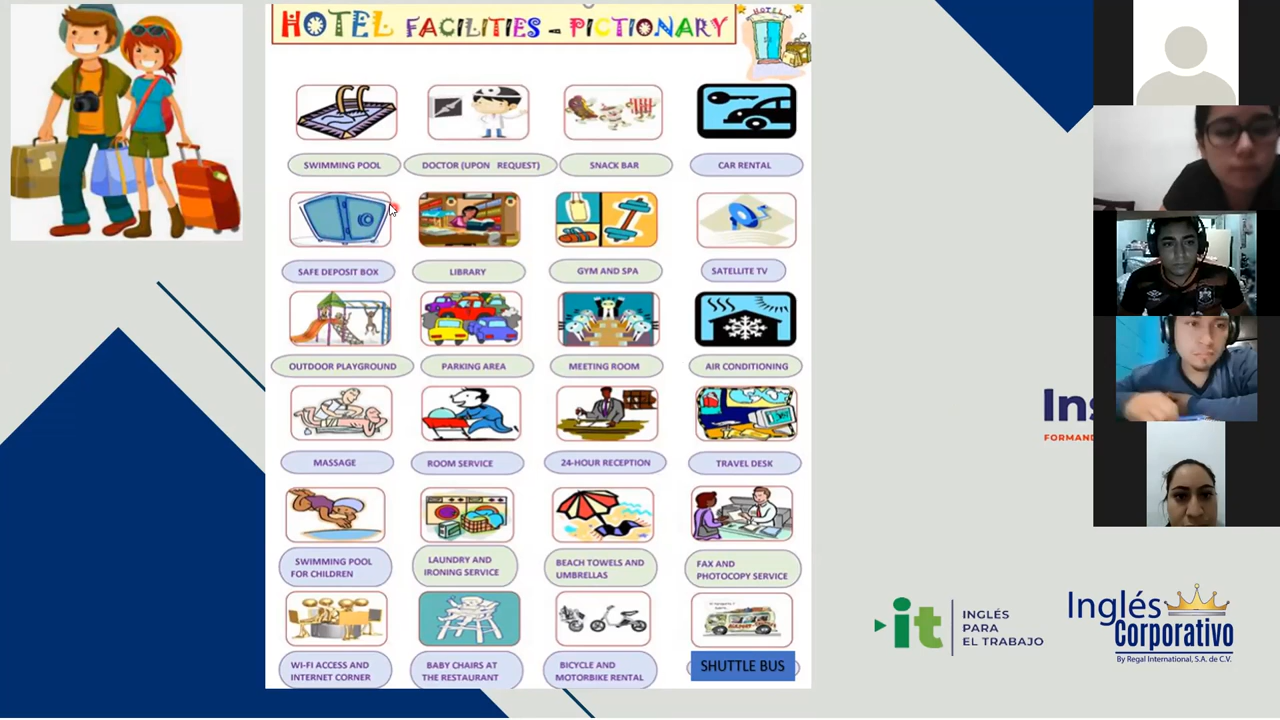 HOTEL FACILITIES - PICTIONARY
HOTEL
SWIMMING POOL
DOCTOR (UPON REQUEST)
SNACK BAR
CAR RENTAL
SAFE DEPOSIT BOX
LIBRARY
GYM AND SPA
SATELLITE TV
OUTDOOR PLAYGROUND
PARKING AREA
MEETING ROOM
AIR CONDITIONING
MASSAGE
ROOM SERVICE
24-HOUR RECEPTION
TRAVEL DESK
SWIMMING POOL
FOR CHILDREN
LAUNDRY AND
IRONING SERVICE
BEACH TOWELS AND
UMBRELLAS
FAX AND
PHOTOCOPY SERVICE
WI-FI ACCESS AND
INTERNET CORNER
BABY CHAIRS AT
THE RESTAURANT
BICYCLE AND
MOTORBIKE RENTAL
SHUTTLE BUS
Ins
FORMAND
it
INGLÉS
PARA
EL TRABAJO
Inglés
Corporativo
By Regal International, S.A. de C.V.